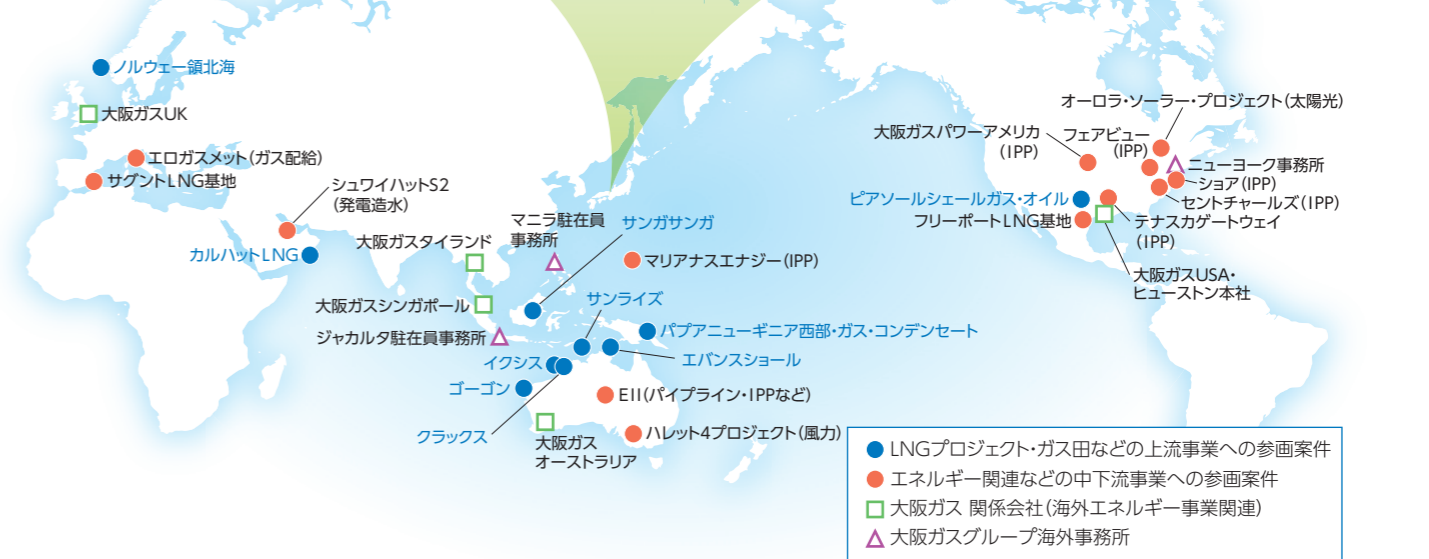 ノルウェー領北海
大阪ガスUK
エロガスメット(ガス配給)
サグントLNG基地
シュワイハットS2
(発電造水)
カルハットLNG
大阪ガスタイランド
マニラ駐在員
事務所
サンガサンガ
マリアナスエナジー(IPP)
大阪ガスシンガポール
サンライズ
ジャカルタ駐在員事務所
パプアニューギニア西部・ガス・コンデンセート
イクシス
エバンスショール
ゴーゴン
EII(パイプライン・IPPなど)
クラックス
大阪ガス
オーストラリア
ハレット4プロジェクト(風力)
オーロラ・ソーラー・プロジェクト(太陽光)
大阪ガスパワーアメリカ
(IPP)
フェアビュー
(IPP)
ニューヨーク事務所
ショア(IPP)
セントチャールズ(IPP)
ピアソールシェールガス・オイル
フリーポートLNG基地
テナスカゲートウェイ
(IPP)
大阪ガスUSA・
ヒューストン本社
LNGプロジェクト・ガス田などの上流事業への参画案件
エネルギー関連などの中下流事業への参画案件
大阪ガス 関係会社(海外エネルギー事業関連)
大阪ガスグループ海外事務所